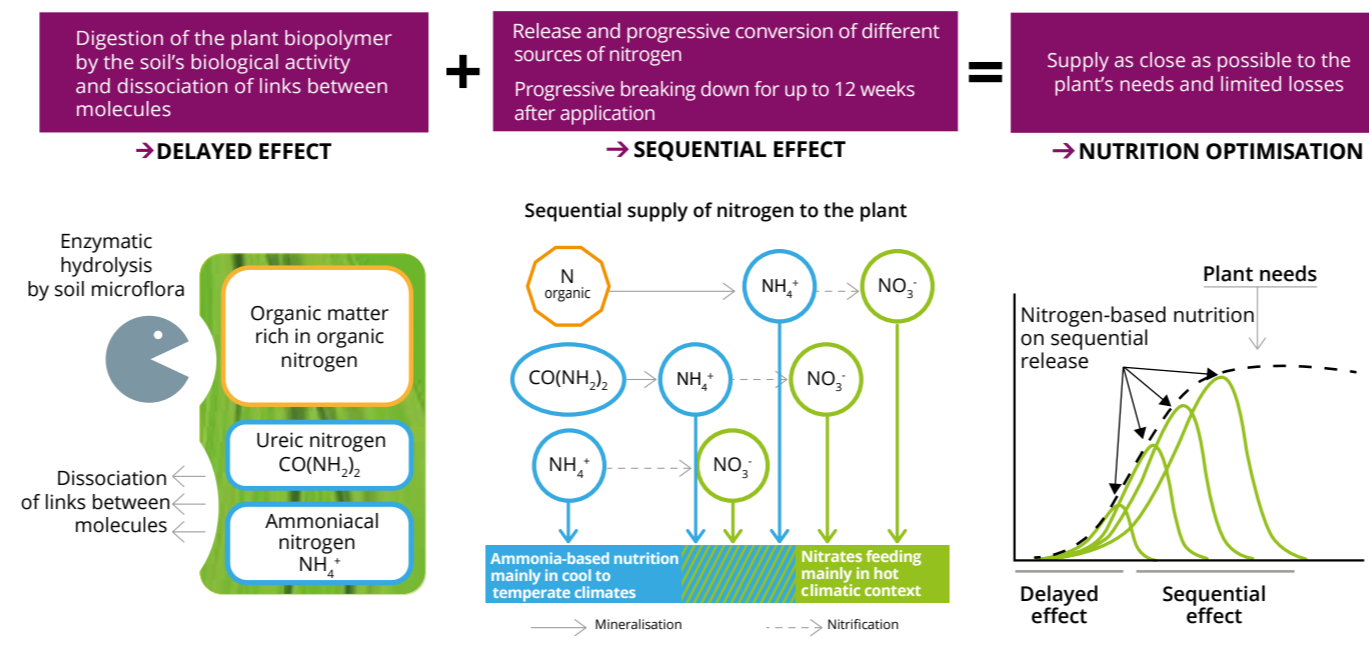 Digestion of the plant biopolymer
by the soil’s biological activity
and dissociation of links between
molecules
+
Release and progressive conversion of different
sources of nitrogen
Progressive breaking down for up to 12 weeks
after application
=
Supply as close as possible to the
plant’s needs and limited losses
→DELAYED EFFECT
→ SEQUENTIAL EFFECT
→ NUTRITION OPTIMISATION
Enzymatic
hydrolysis
by soil microflora
Organic matter
rich in organic
nitrogen
Ureic nitrogen
CO(NH₂)₂
Ammoniacal
nitrogen
NH₄⁺
Dissociation
of links between
molecules
Sequential supply of nitrogen to the plant
N
organic
NH₄⁺
NO₃⁻
CO(NH₂)₂
NH₄⁺
NO₃⁻
NH₄⁺
NO₃⁻
Ammonia-based nutrition
mainly in cool to
temperate climates
Nitrates feeding
mainly in hot
climatic context
Mineralisation
Nitrification
Plant needs
Nitrogen-based nutrition
on sequential
release
Delayed
effect
Sequential
effect